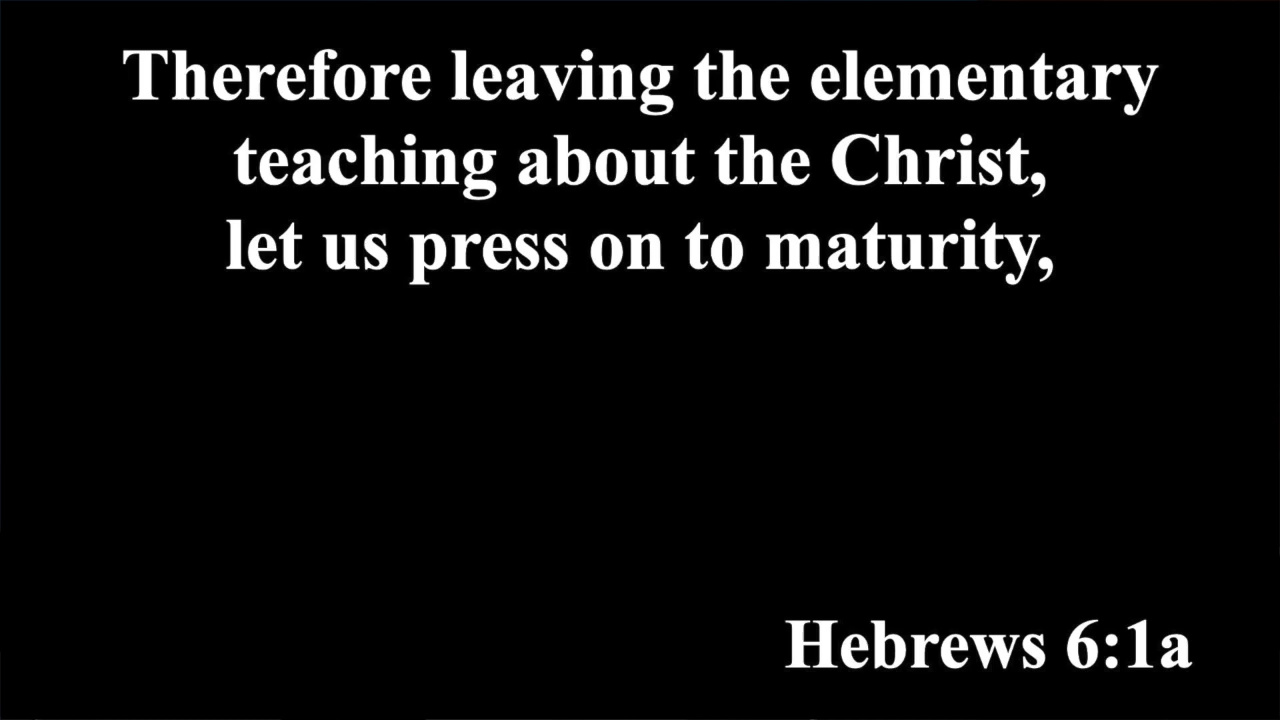 Therefore leaving the elementary
teaching about the Christ,
let us press on to maturity,
Hebrews 6:1a